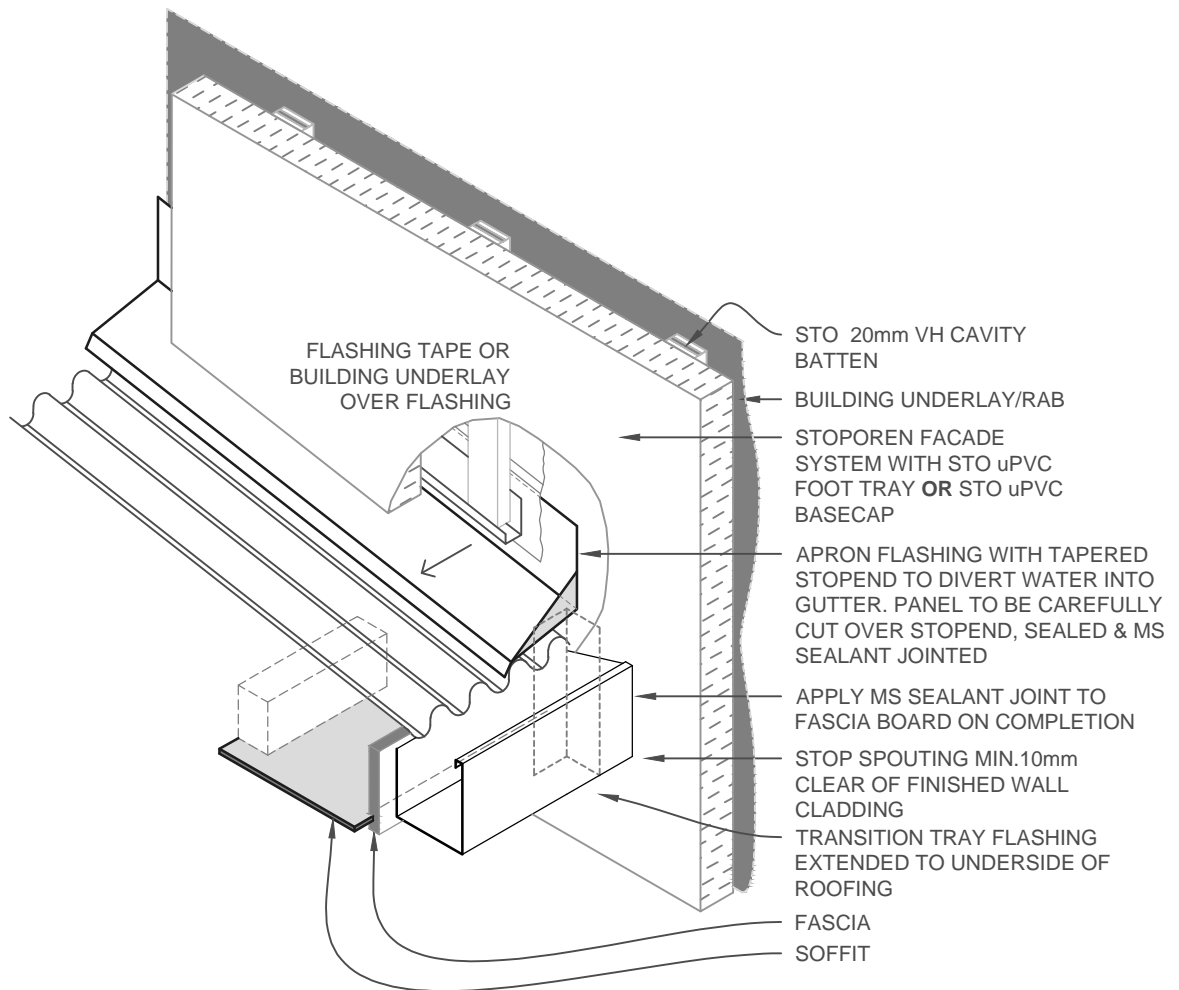 FLASHING TAPE OR
BUILDING UNDERLAY
OVER FLASHING
STO 20mm VH CAVITY
BATTEN
BUILDING UNDERLAY/RAB
STOPOREN FACADE
SYSTEM WITH STO uPVC
FOOT TRAY OR STO uPVC
BASECAP
APRON FLASHING WITH TAPERED
STOPEND TO DIVERT WATER INTO
GUTTER. PANEL TO BE CAREFULLY
CUT OVER STOPEND, SEALED & MS
SEALANT JOINTED
APPLY MS SEALANT JOINT TO
FASCIA BOARD ON COMPLETION
STOP SPOUTING MIN.10mm
CLEAR OF FINISHED WALL
CLADDING
TRANSITION TRAY FLASHING
EXTENDED TO UNDERSIDE OF
ROOFING
FASCIA
SOFFIT